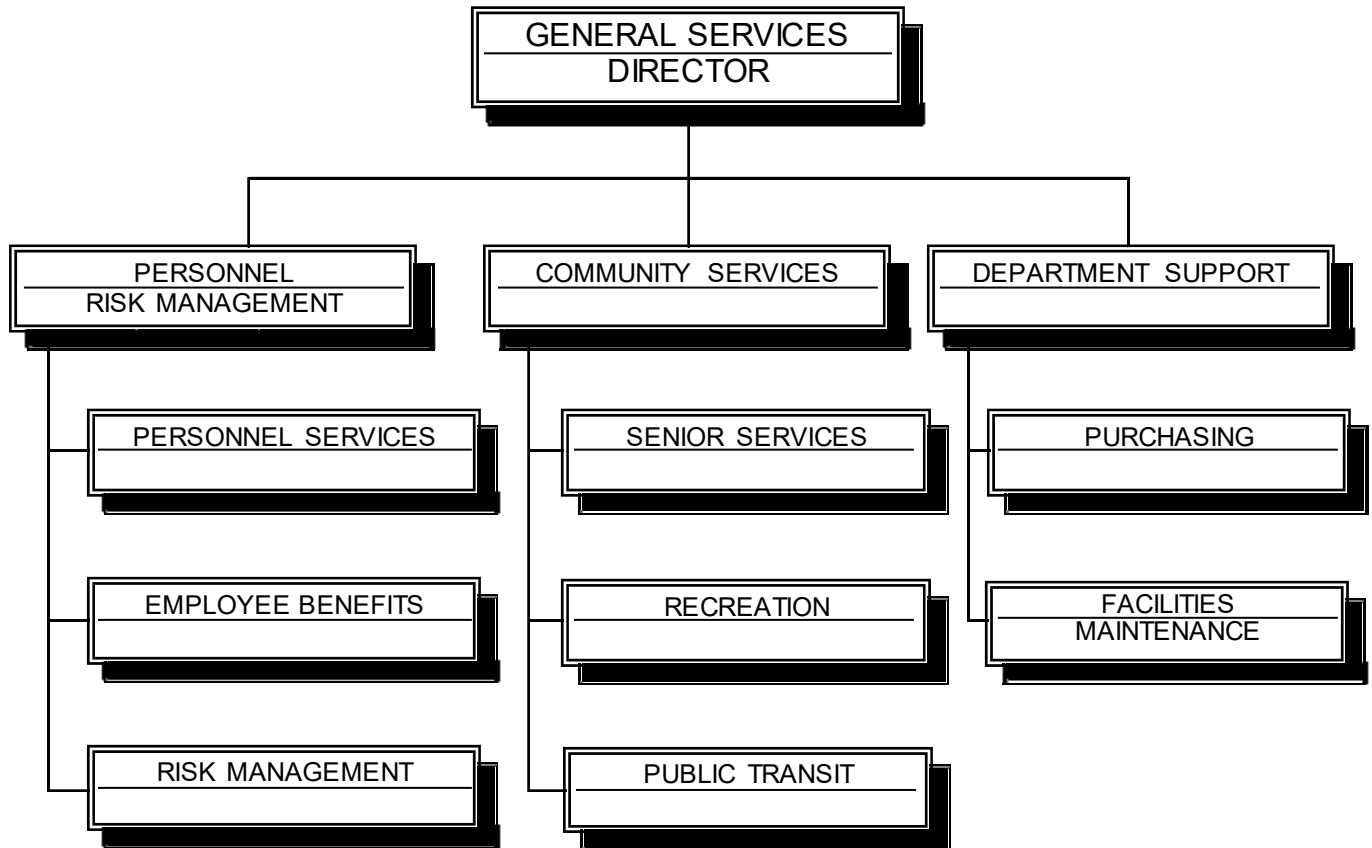 GENERAL SERVICES
DIRECTOR
PERSONNEL
RISK MANAGEMENT
COMMUNITY SERVICES
DEPARTMENT SUPPORT
PERSONNEL SERVICES
SENIOR SERVICES
PURCHASING
EMPLOYEE BENEFITS
RECREATION
FACILITIES
MAINTENANCE
RISK MANAGEMENT
PUBLIC TRANSIT